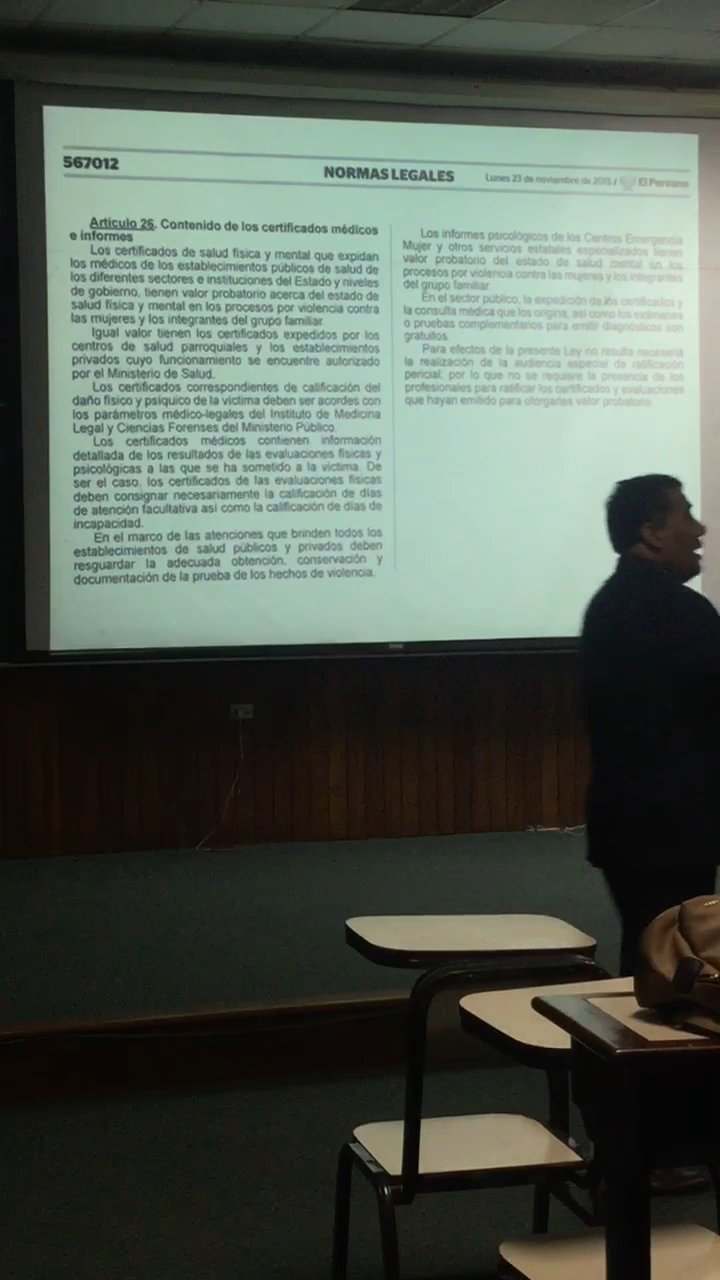 567012
NORMAS LEGALES
Lunes 23 de noviembre de 2015 / El Peruano
Artículo 26. Contenido de los certificados médicos
e informes
Los certificados de salud física y mental que expidan
los médicos de los establecimientos públicos de salud de
los diferentes sectores e instituciones del Estado y niveles
de gobierno, tienen valor probatorio acerca del estado de
salud física y mental en los procesos por violencia contra
las mujeres y los integrantes del grupo familiar.
Igual valor tienen los certificados expedidos por los
centros de salud parroquiales y los establecimientos
privados cuyo funcionamiento se encuentre autorizado
por el Ministerio de Salud.
Los certificados correspondientes de calificación del
daño físico y psíquico de la víctima deben ser acordes con
los parámetros médico-legales del Instituto de Medicina
Legal y Ciencias Forenses del Ministerio Público.
Los certificados médicos contienen información
detallada de los resultados de las evaluaciones físicas y
psicológicas a las que se ha sometido a la víctima. De
ser el caso, los certificados de las evaluaciones físicas
deben consignar necesariamente la calificación de días
de atención facultativa así como la calificación de días de
incapacidad.
En el marco de las atenciones que brinden todos los
establecimientos de salud públicos y privados deben
resguardar la adecuada obtención, conservación y
documentación de la prueba de los hechos de violencia.
Los informes psicológicos de los Centros Emergencia
Mujer y otros servicios estatales especializados tienen
valor probatorio del estado de salud mental en los
procesos por violencia contra las mujeres y los integrantes
del grupo familiar.
En el sector público, la expedición de los certificados y
la consulta médica que los origina, así como los exámenes
o pruebas complementarios para emitir diagnósticos son
gratuitos.
Para efectos de la presente Ley no resulta necesaria
la realización de la audiencia especial de ratificación
pericial, por lo que no se requiere la presencia de los
profesionales para ratificar los certificados y evaluaciones
que hayan emitido para otorgarles valor probatorio.